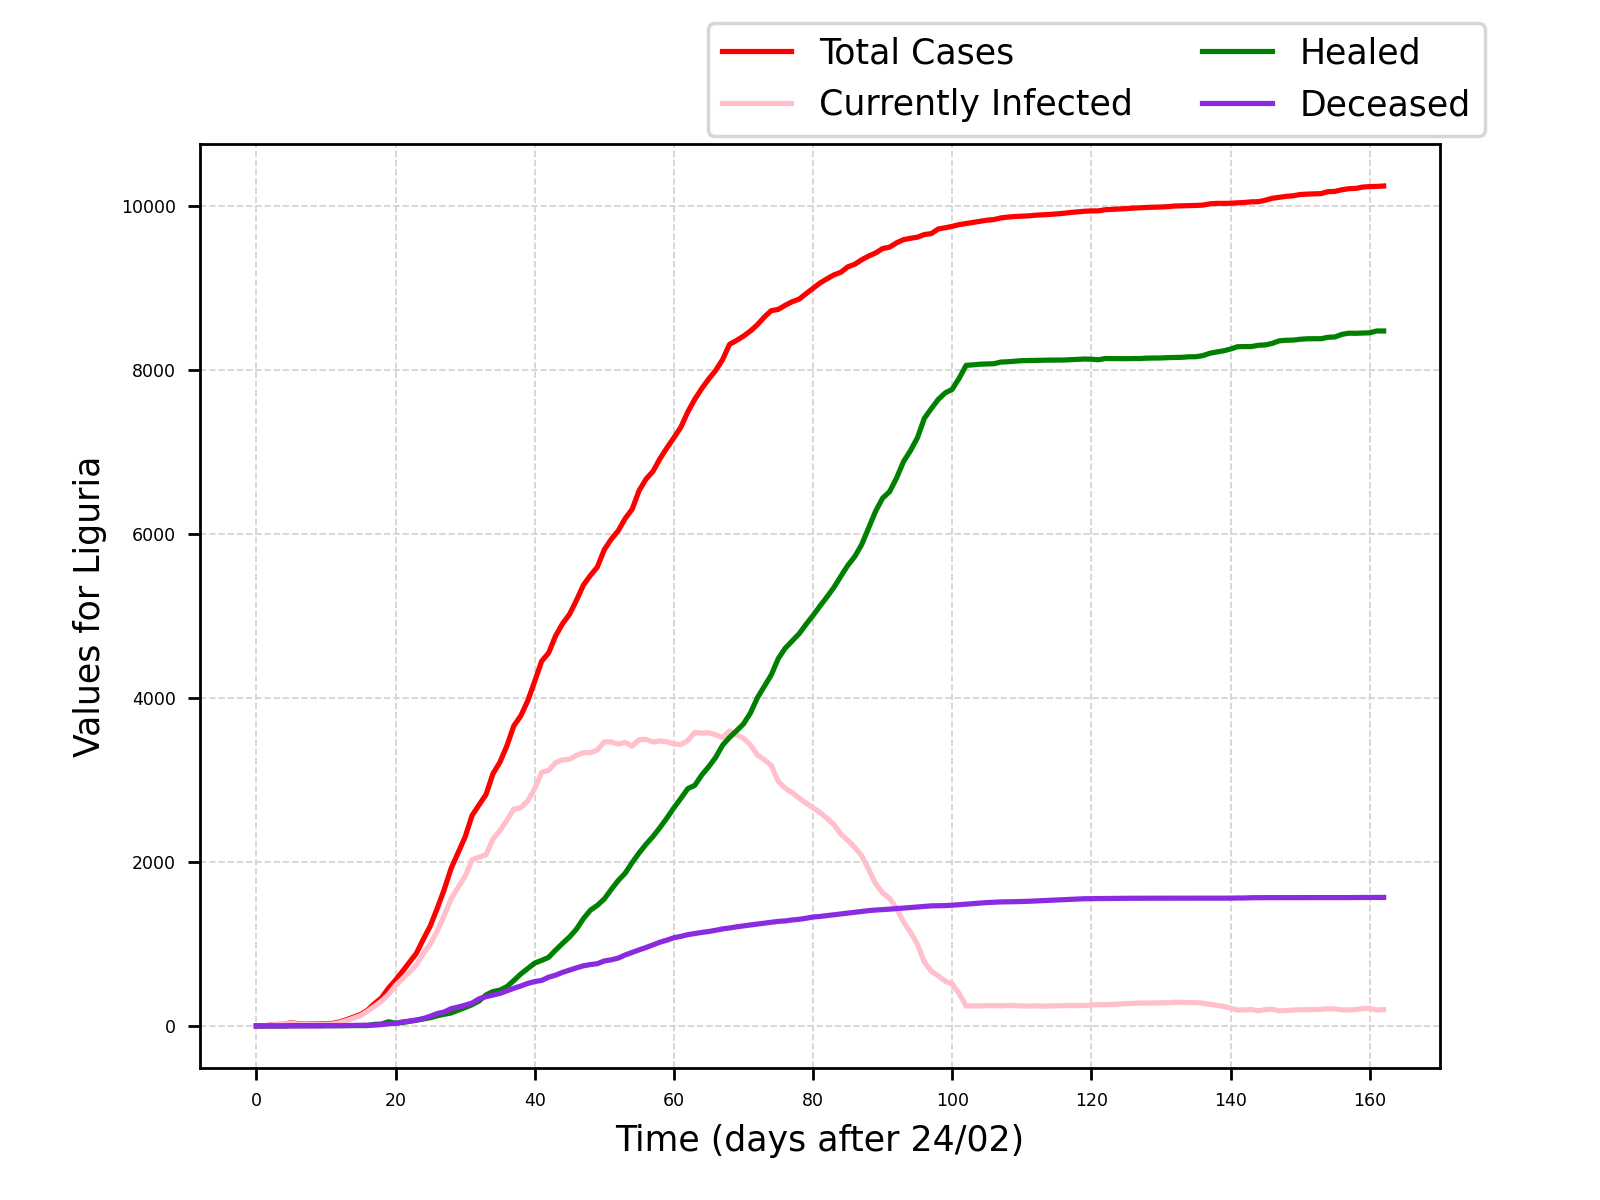 Total Cases Healed
Currently Infected Deceased
10000
8000
6000
4000
2000
0
Values for Liguria
0 20 40 60 80 100 120 140 160
Time (days after 24/02)